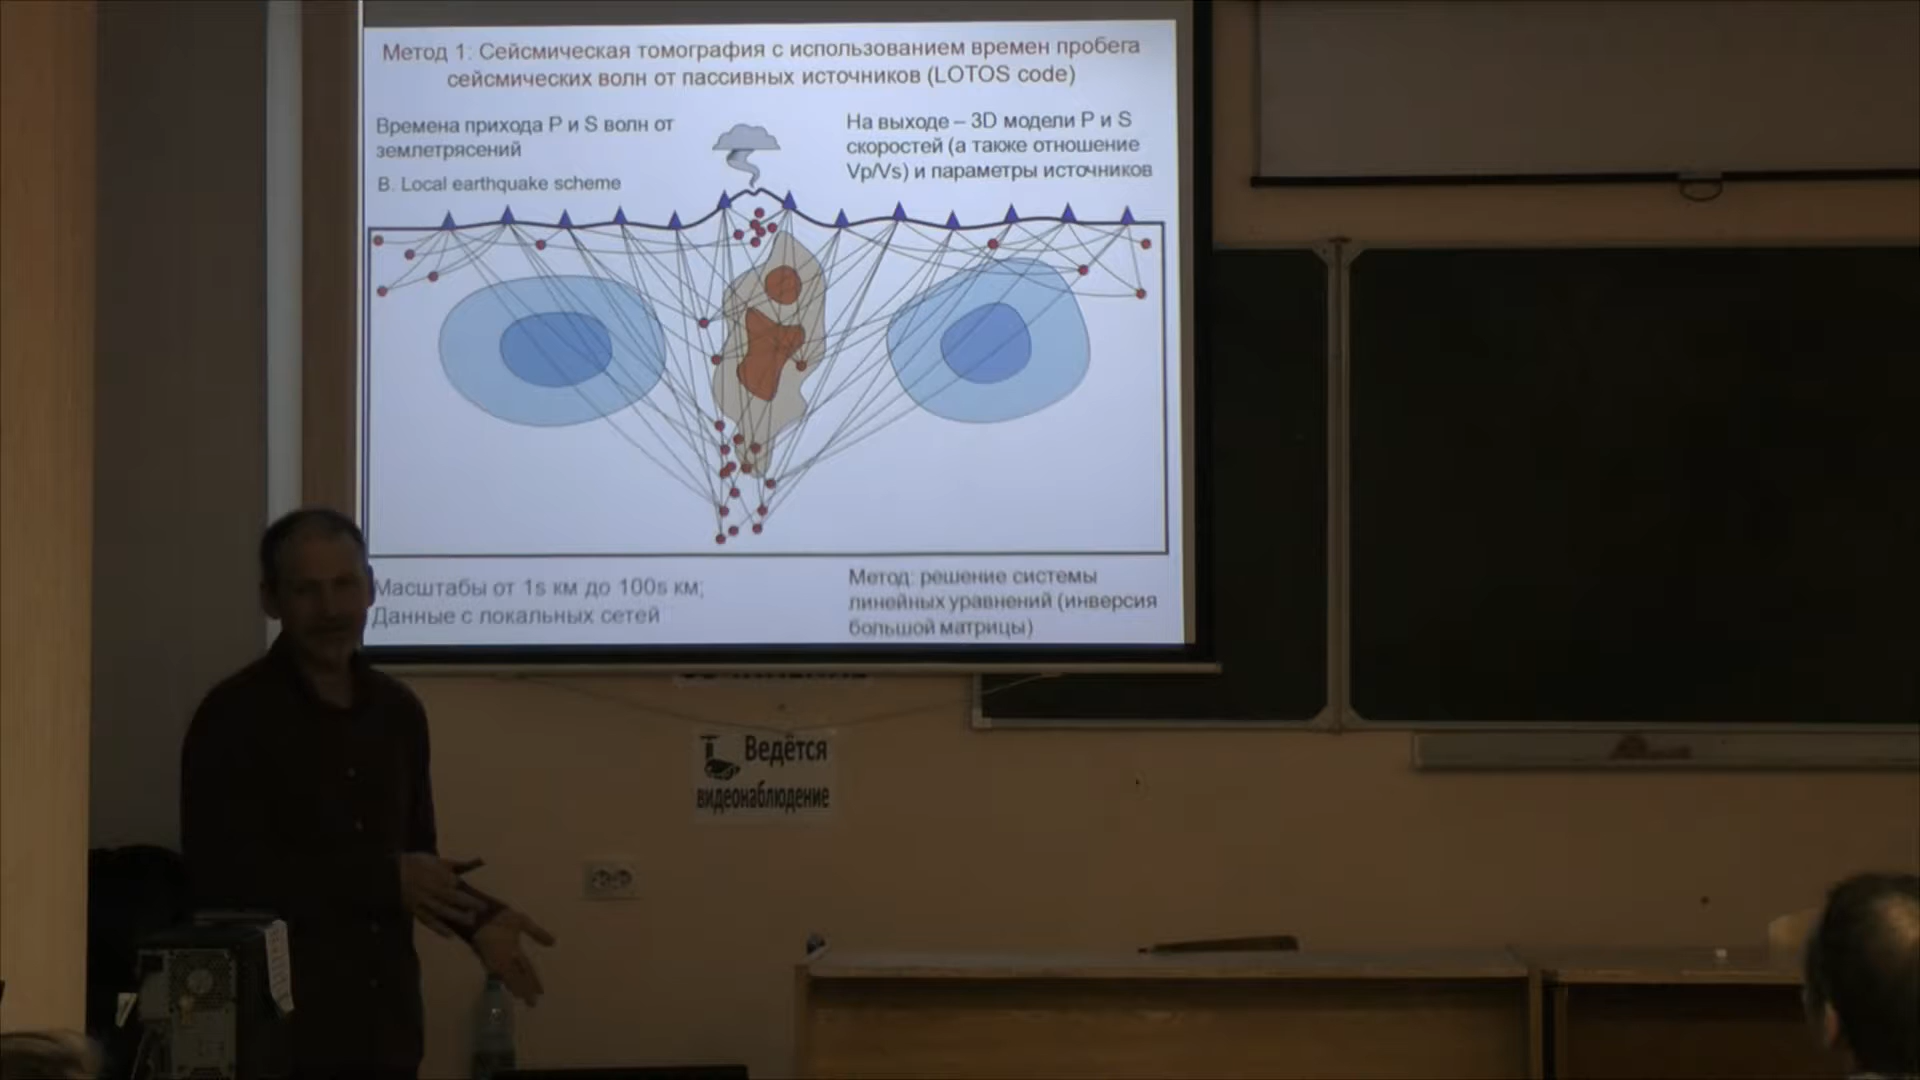 Метод 1: Сейсмическая томография с использованием времен пробега
сейсмических волн от пассивных источников (LOTOS code)
Времена прихода P и S волн от
землетрясений
B. Local earthquake scheme
На выходе – 3D модели P и S
скоростей (а также отношение
Vp/Vs) и параметры источников
Масштабы от 1s км до 100s км;
Данные с локальных сетей
Метод: решение системы
линейных уравнений (инверсия
большой матрицы)
Ведётся
видеонаблюдение